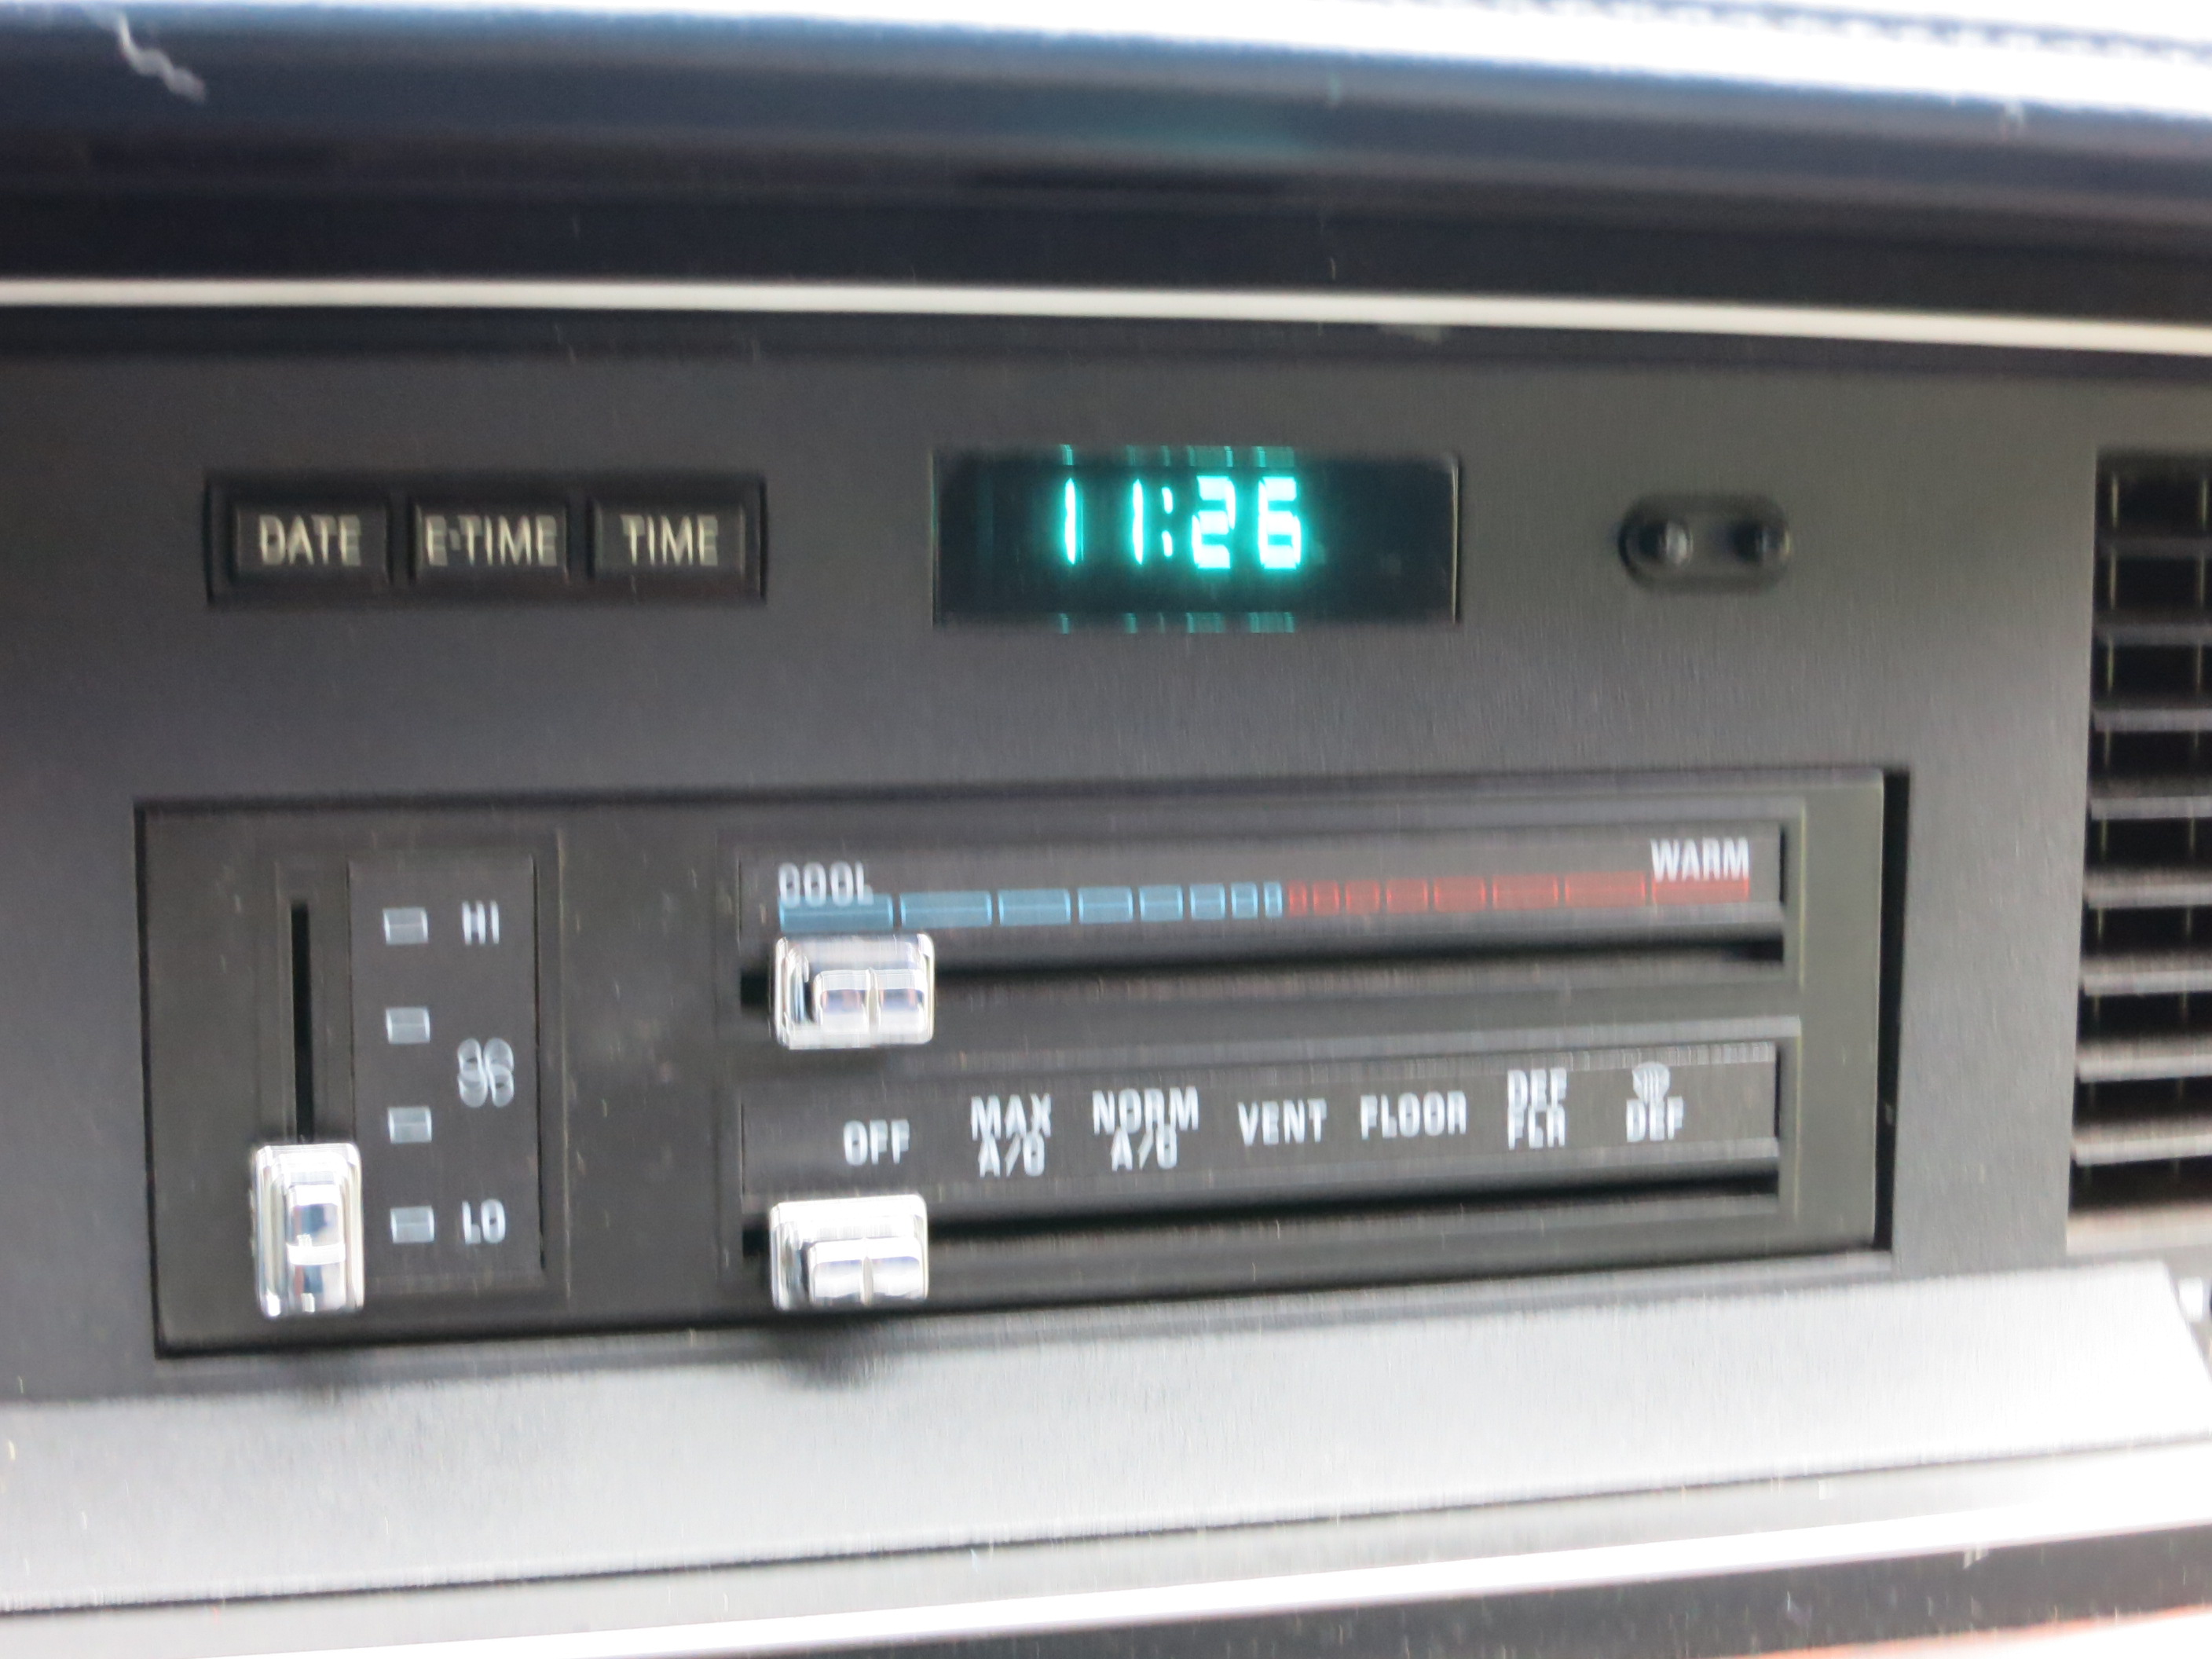 DATE E·TIME TIME
11:26
COOL WARM
HI
LO
OFF MAX A/C NORM A/C VENT FLOOR DEF FLR DEF